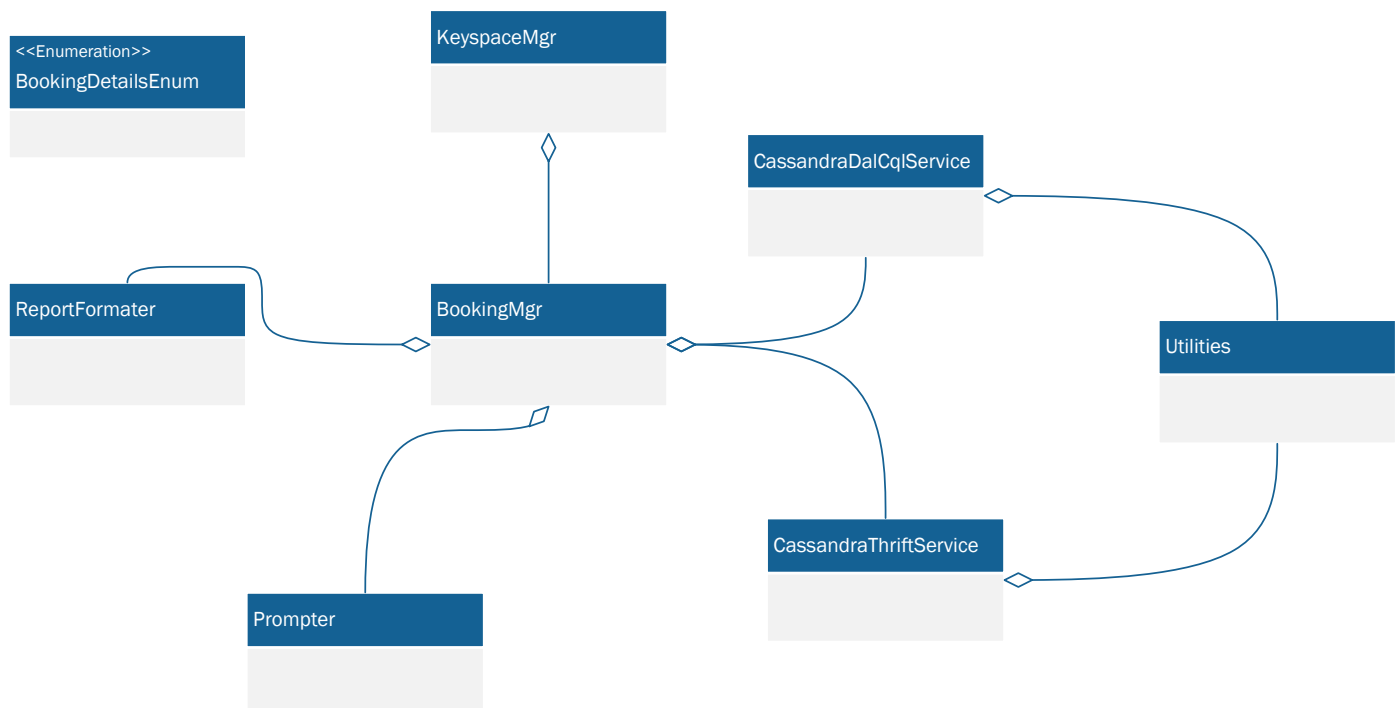 <<Enumeration>>
BookingDetailsEnum
KeyspaceMgr
CassandraDalCqlService
ReportFormater
BookingMgr
Utilities
CassandraThriftService
Prompter